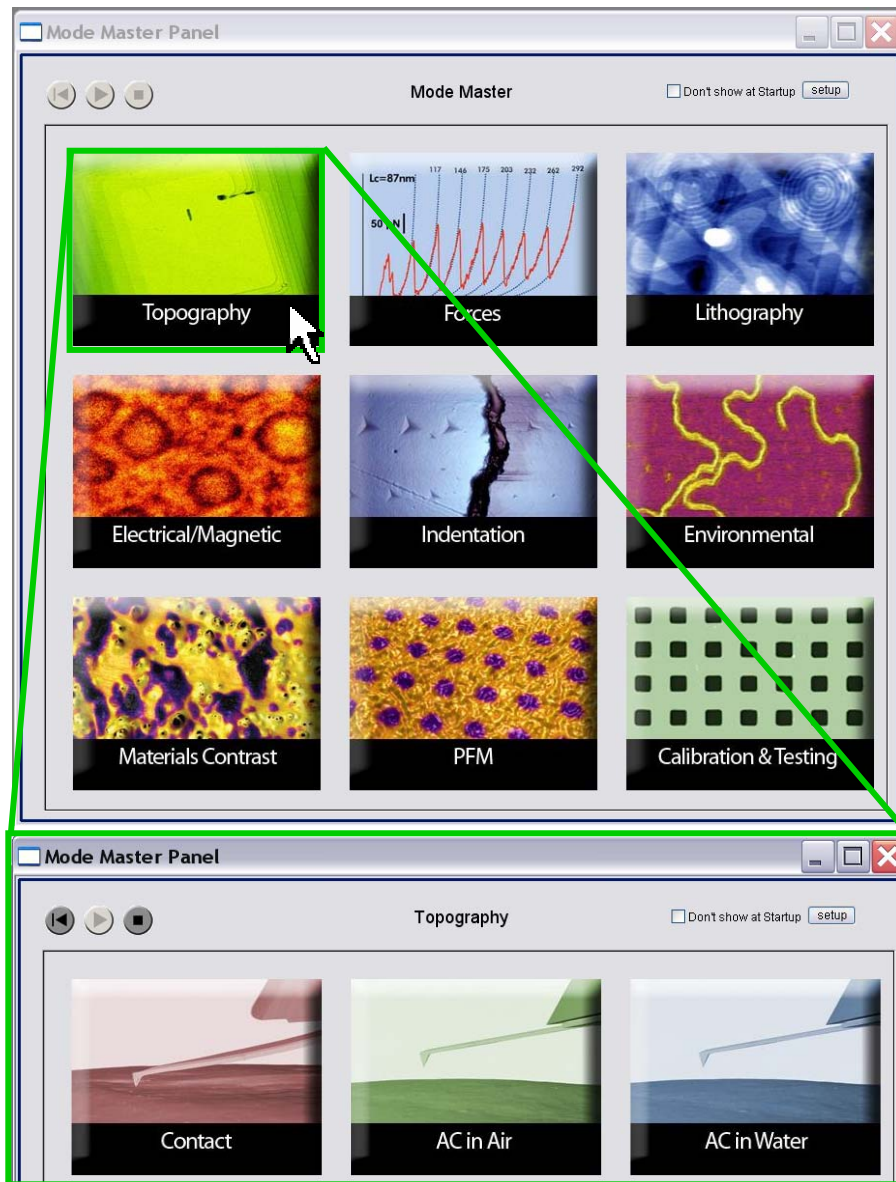 Mode Master Panel
Mode Master
Don't show at Startup
setup
Lc=87nm 117 146 175 203 232 262 292
50 pN
Topography
Forces
Lithography
Electrical/Magnetic
Indentation
Environmental
Materials Contrast
PFM
Calibration & Testing
Mode Master Panel
Topography
Don't show at Startup
setup
Contact
AC in Air
AC in Water